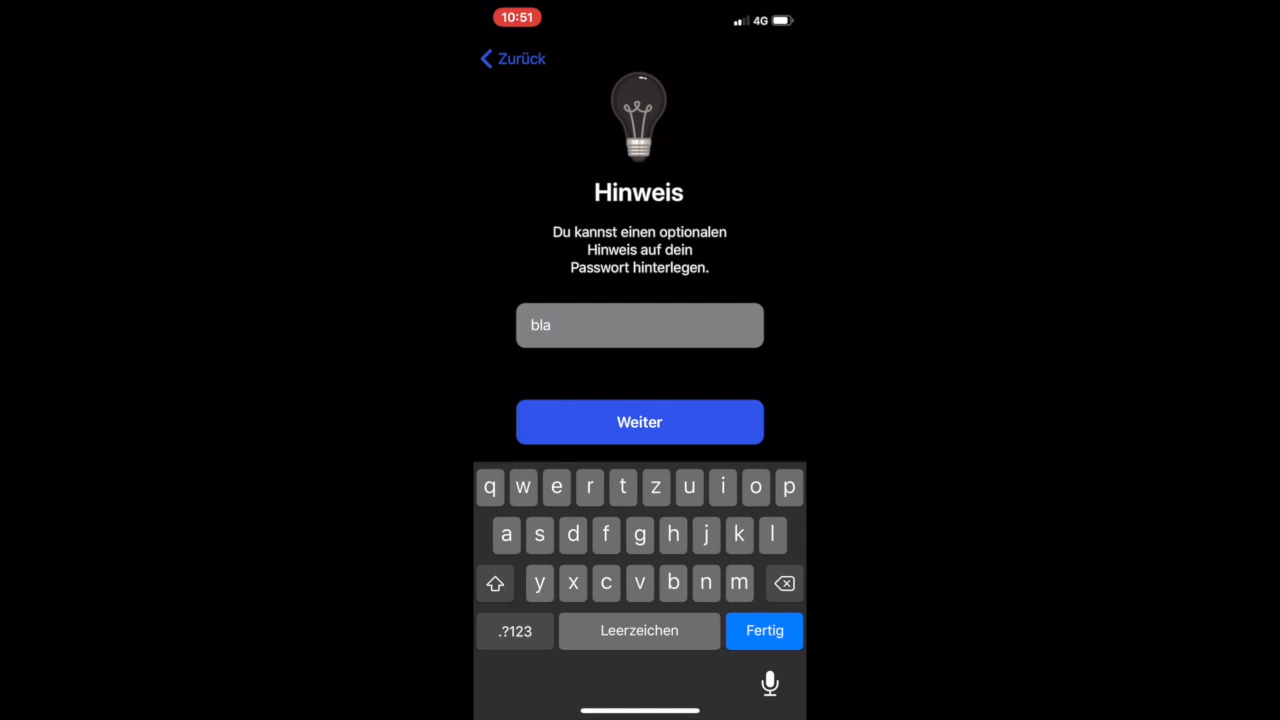 10:51
4G
Zurück
Hinweis
Du kannst einen optionalen
Hinweis auf dein
Passwort hinterlegen.
bla
Weiter
q w e r t z u i o p
a s d f g h j k l
y x c v b n m
.?123 Leerzeichen Fertig